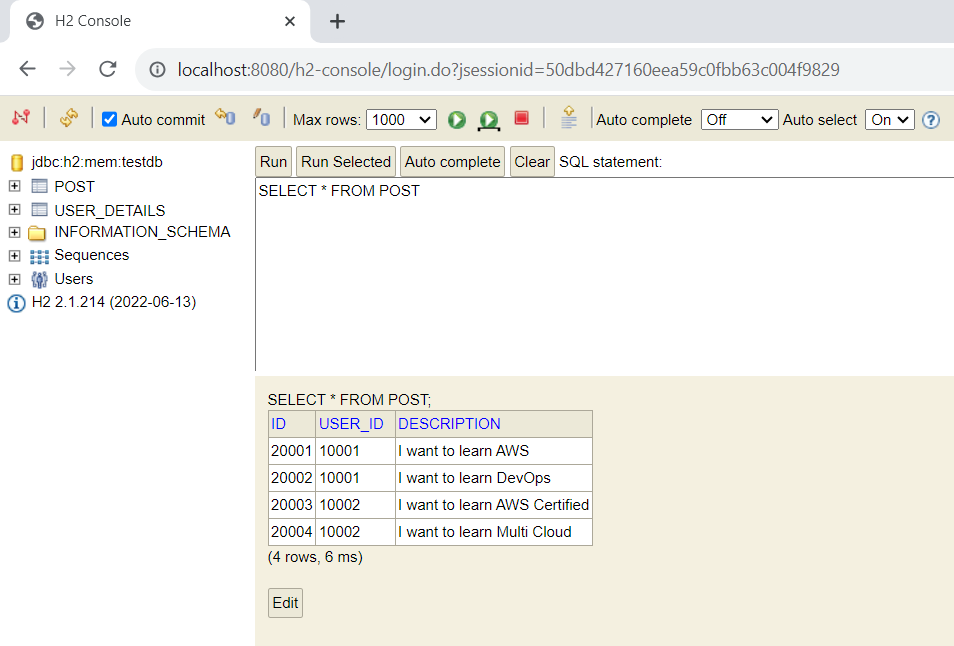 H2 Console
localhost:8080/h2-console/login.do?jsessionid=50dbd427160eea59c0fbb63c004f9829
Auto commit Max rows: 1000 Auto complete Off Auto select On ?
jdbc:h2:mem:testdb
POST
USER_DETAILS
INFORMATION_SCHEMA
Sequences
Users
H2 2.1.214 (2022-06-13)
Run Run Selected Auto complete Clear SQL statement:
SELECT * FROM POST
SELECT * FROM POST;
ID USER_ID DESCRIPTION
20001 10001 I want to learn AWS
20002 10001 I want to learn DevOps
20003 10002 I want to learn AWS Certified
20004 10002 I want to learn Multi Cloud
(4 rows, 6 ms)
Edit